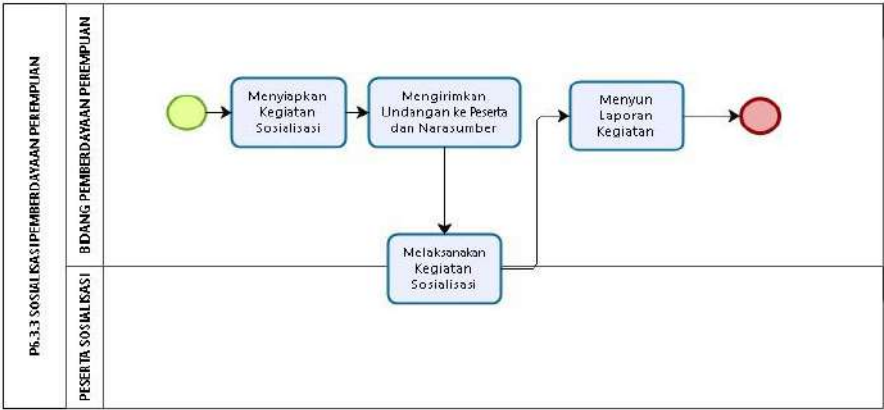 P6.3.3 SOSIALISASI PEMBERDAYAAN PEREMPUAN
BIDANG PEMBERDAYAAN PEREMPUAN
Menyiapkan
Kegiatan
Sosialisasi
Mengirimkan
Undangan ke Peserta
dan Narasumber
Menyun
Laporan
Kegiatan
Melaksanakan
Kegiatan
Sosialisasi
PESERTA SOSIALISASI